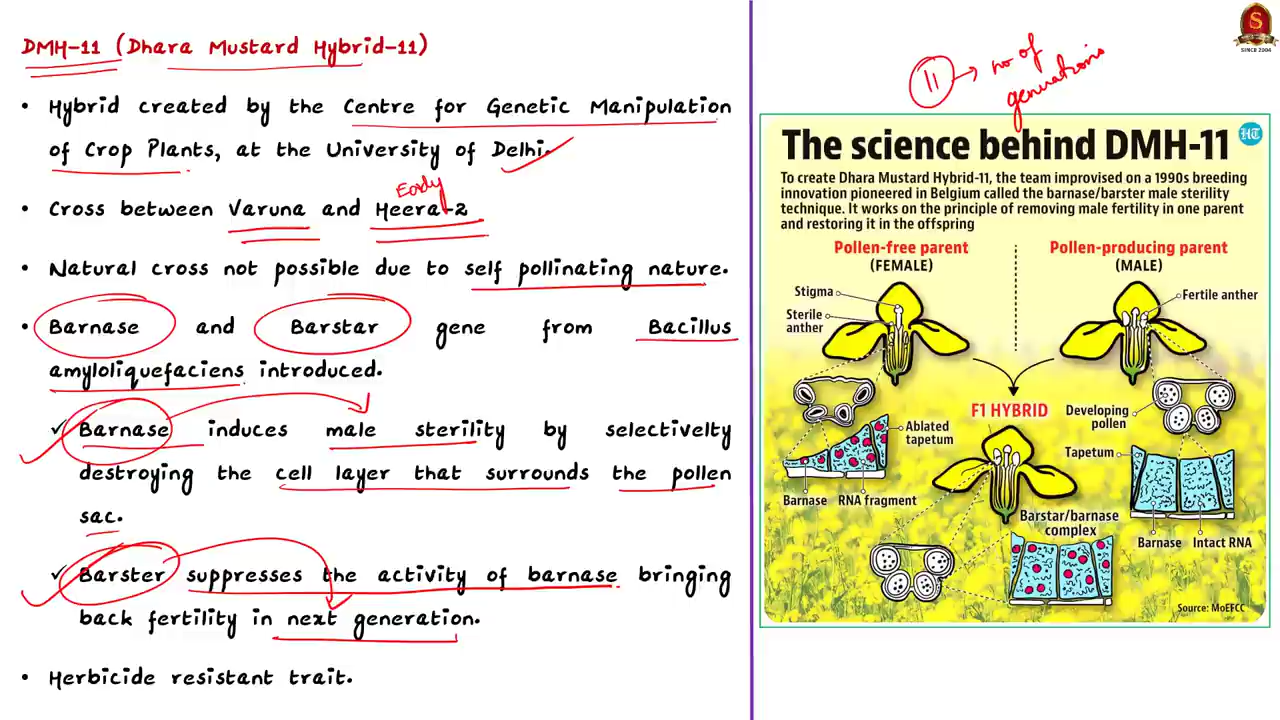 DMH-11 (Dhara Mustard Hybrid-11)
• Hybrid created by the Centre for Genetic Manipulation
of Crop Plants, at the University of Delhi.
Early
• Cross between Varuna and Heera-2
• Natural cross not possible due to self pollinating nature.
• Barnase and Barstar gene from Bacillus
amyloliquefaciens introduced.
✓ Barnase induces male sterility by selectivelty
destroying the cell layer that surrounds the pollen
sac.
✓ Barster suppresses the activity of barnase bringing
back fertility in next generation.
• Herbicide resistant trait.
11 → no of
generations
SINCE 2004
The science behind DMH-11
HT
To create Dhara Mustard Hybrid-11, the team improvised on a 1990s breeding
innovation pioneered in Belgium called the barnase/barster male sterility
technique. It works on the principle of removing male fertility in one parent
and restoring it in the offspring
Pollen-free parent
(FEMALE)
Pollen-producing parent
(MALE)
Stigma
Sterile
anther
Fertile anther
F1 HYBRID
Ablated
tapetum
Barnase
RNA fragment
Developing
pollen
Tapetum
Barnase
Intact RNA
Barstar/barnase
complex
Source: MoEFCC